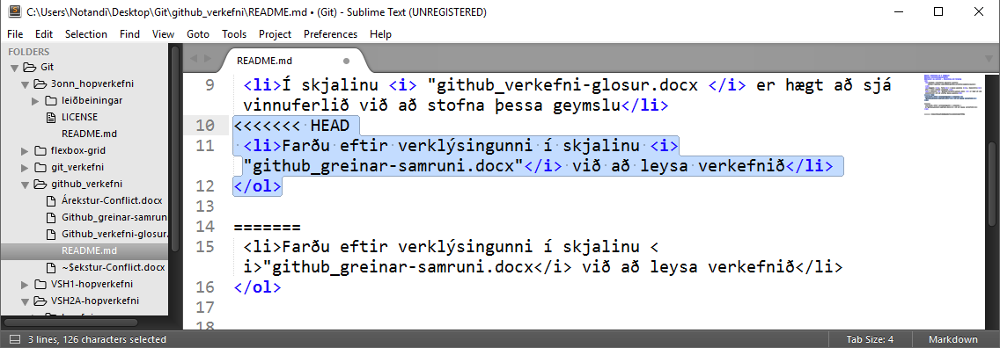 C:\Users\Notandi\Desktop\Git\github_verkefni\README.md • (Git) - Sublime Text (UNREGISTERED)
File Edit Selection Find View Goto Tools Project Preferences Help
FOLDERS
Git
3onn_hopverkefni
leiðbeiningar
LICENSE
README.md
flexbox-grid
git_verkefni
github_verkefni
Árekstur-Conflict.docx
Github_greinar-samruni
Github_verkefni-glosur.
README.md
~$ekstur-Conflict.docx
VSH1-hopverkefni
VSH2A-hopverkefni
README.md
9 <li>Í skjalinu <i> "github_verkefni-glosur.docx </i> er hægt að sjá
vinnuferlið við að stofna þessa geymslu</li>
10 <<<<<<< HEAD
11 <li>Farðu eftir verklýsingunni í skjalinu <i>
"github_greinar-samruni.docx"</i> við að leysa verkefnið</li>
12 </ol>
13
14 =======
15 <li>Farðu eftir verklýsingunni í skjalinu <
i>"github_greinar-samruni.docx</i> við að leysa verkefnið</li>
16 </ol>
17
18
3 lines, 126 characters selected
Tab Size: 4
Markdown